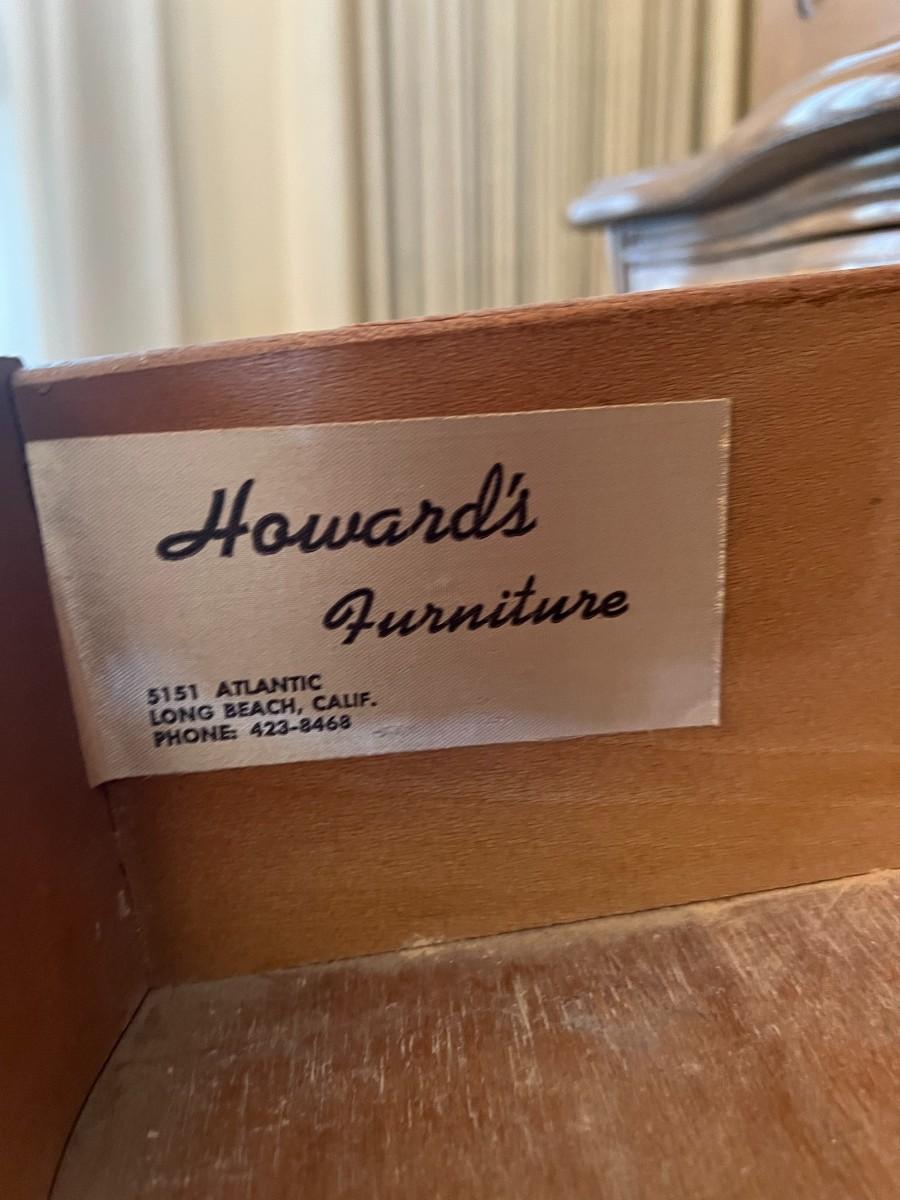 Howard's
Furniture
5151 ATLANTIC
LONG BEACH, CALIF.
PHONE: 423-8468